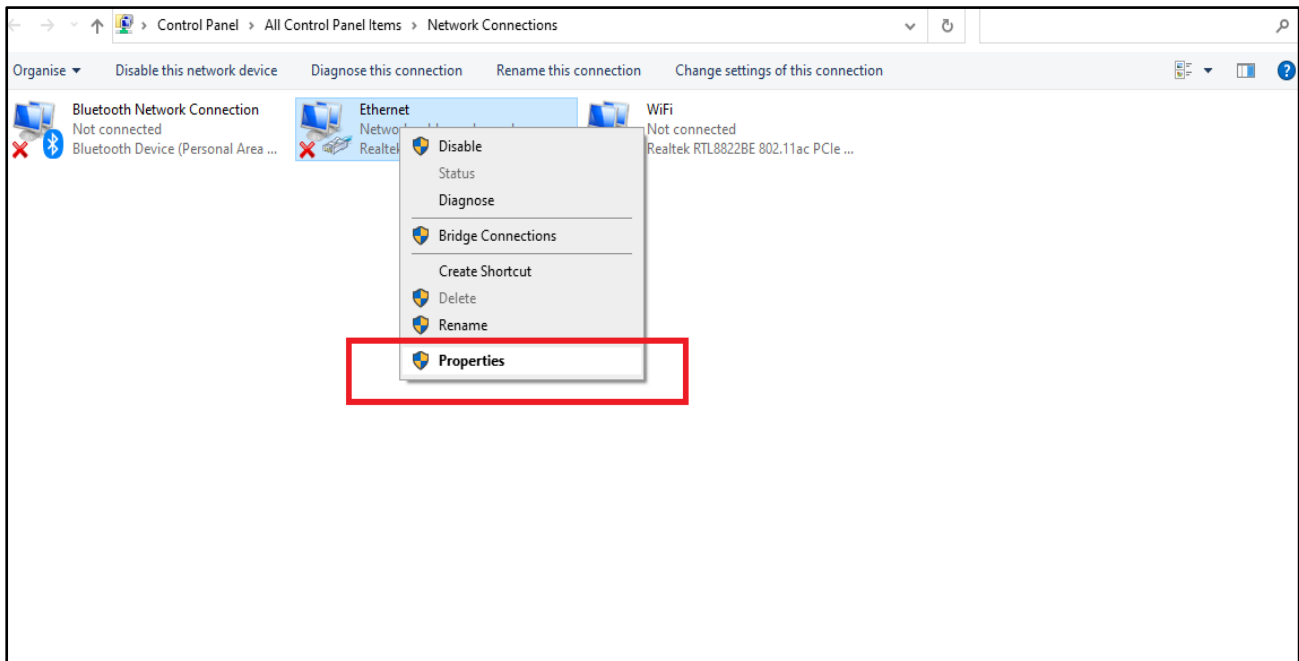 Control Panel › All Control Panel Items › Network Connections
Organise Disable this network device Diagnose this connection Rename this connection Change settings of this connection
Bluetooth Network Connection
Not connected
Bluetooth Device (Personal Area ...
Ethernet
Realtek
WiFi
Not connected
Realtek RTL8822BE 802.11ac PCIe ...
Disable
Status
Diagnose
Bridge Connections
Create Shortcut
Delete
Rename
Properties